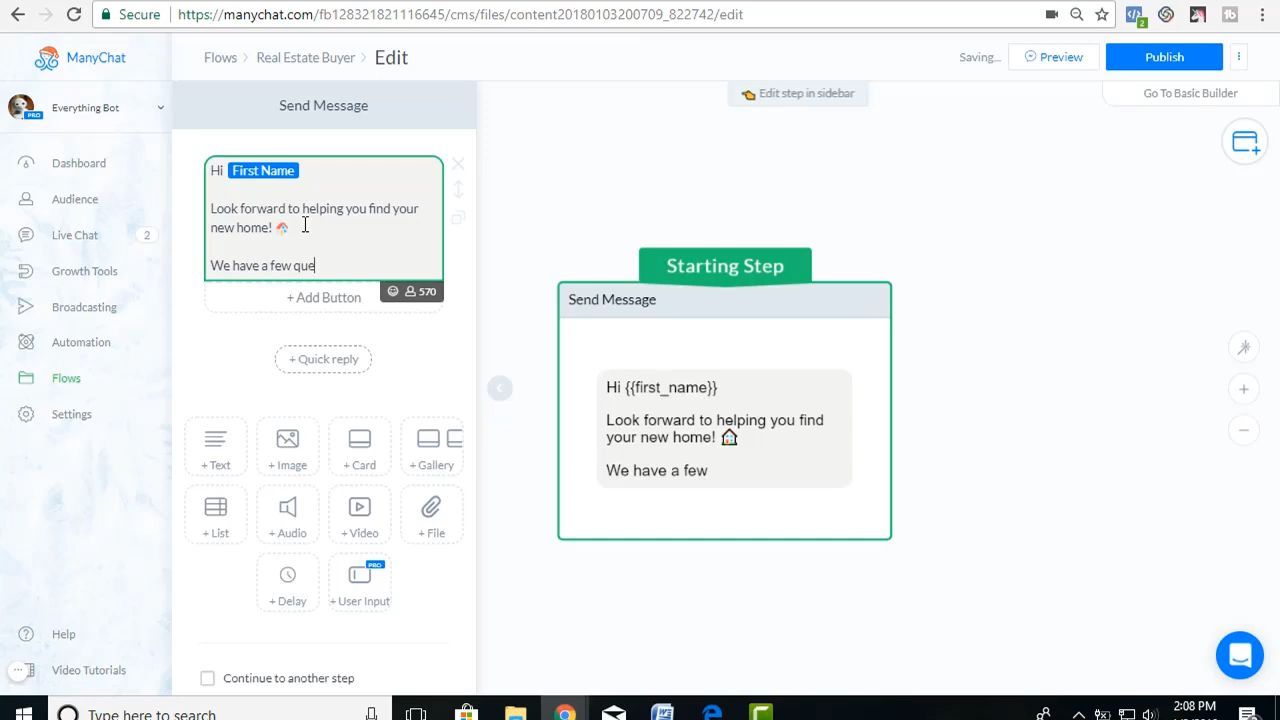 Secure
https://manychat.com/fb128321821116645/cms/files/content20180103200709_822742/edit
2
ManyChat
Flows
Real Estate Buyer
Edit
Saving...
Preview
Publish
Everything Bot
PRO
Send Message
Edit step in sidebar
Go To Basic Builder
Dashboard
Audience
Live Chat 2
Growth Tools
Broadcasting
Automation
Flows
Settings
Help
Video Tutorials
Hi First Name
Look forward to helping you find your
new home!
We have a few que
570
+ Add Button
+ Quick reply
+ Text
+ Image
+ Card
+ Gallery
+ List
+ Audio
+ Video
+ File
+ Delay
PRO
+ User Input
Continue to another step
Starting Step
Send Message
Hi {{first_name}}
Look forward to helping you find
your new home!
We have a few
Type here to search
2:08 PM